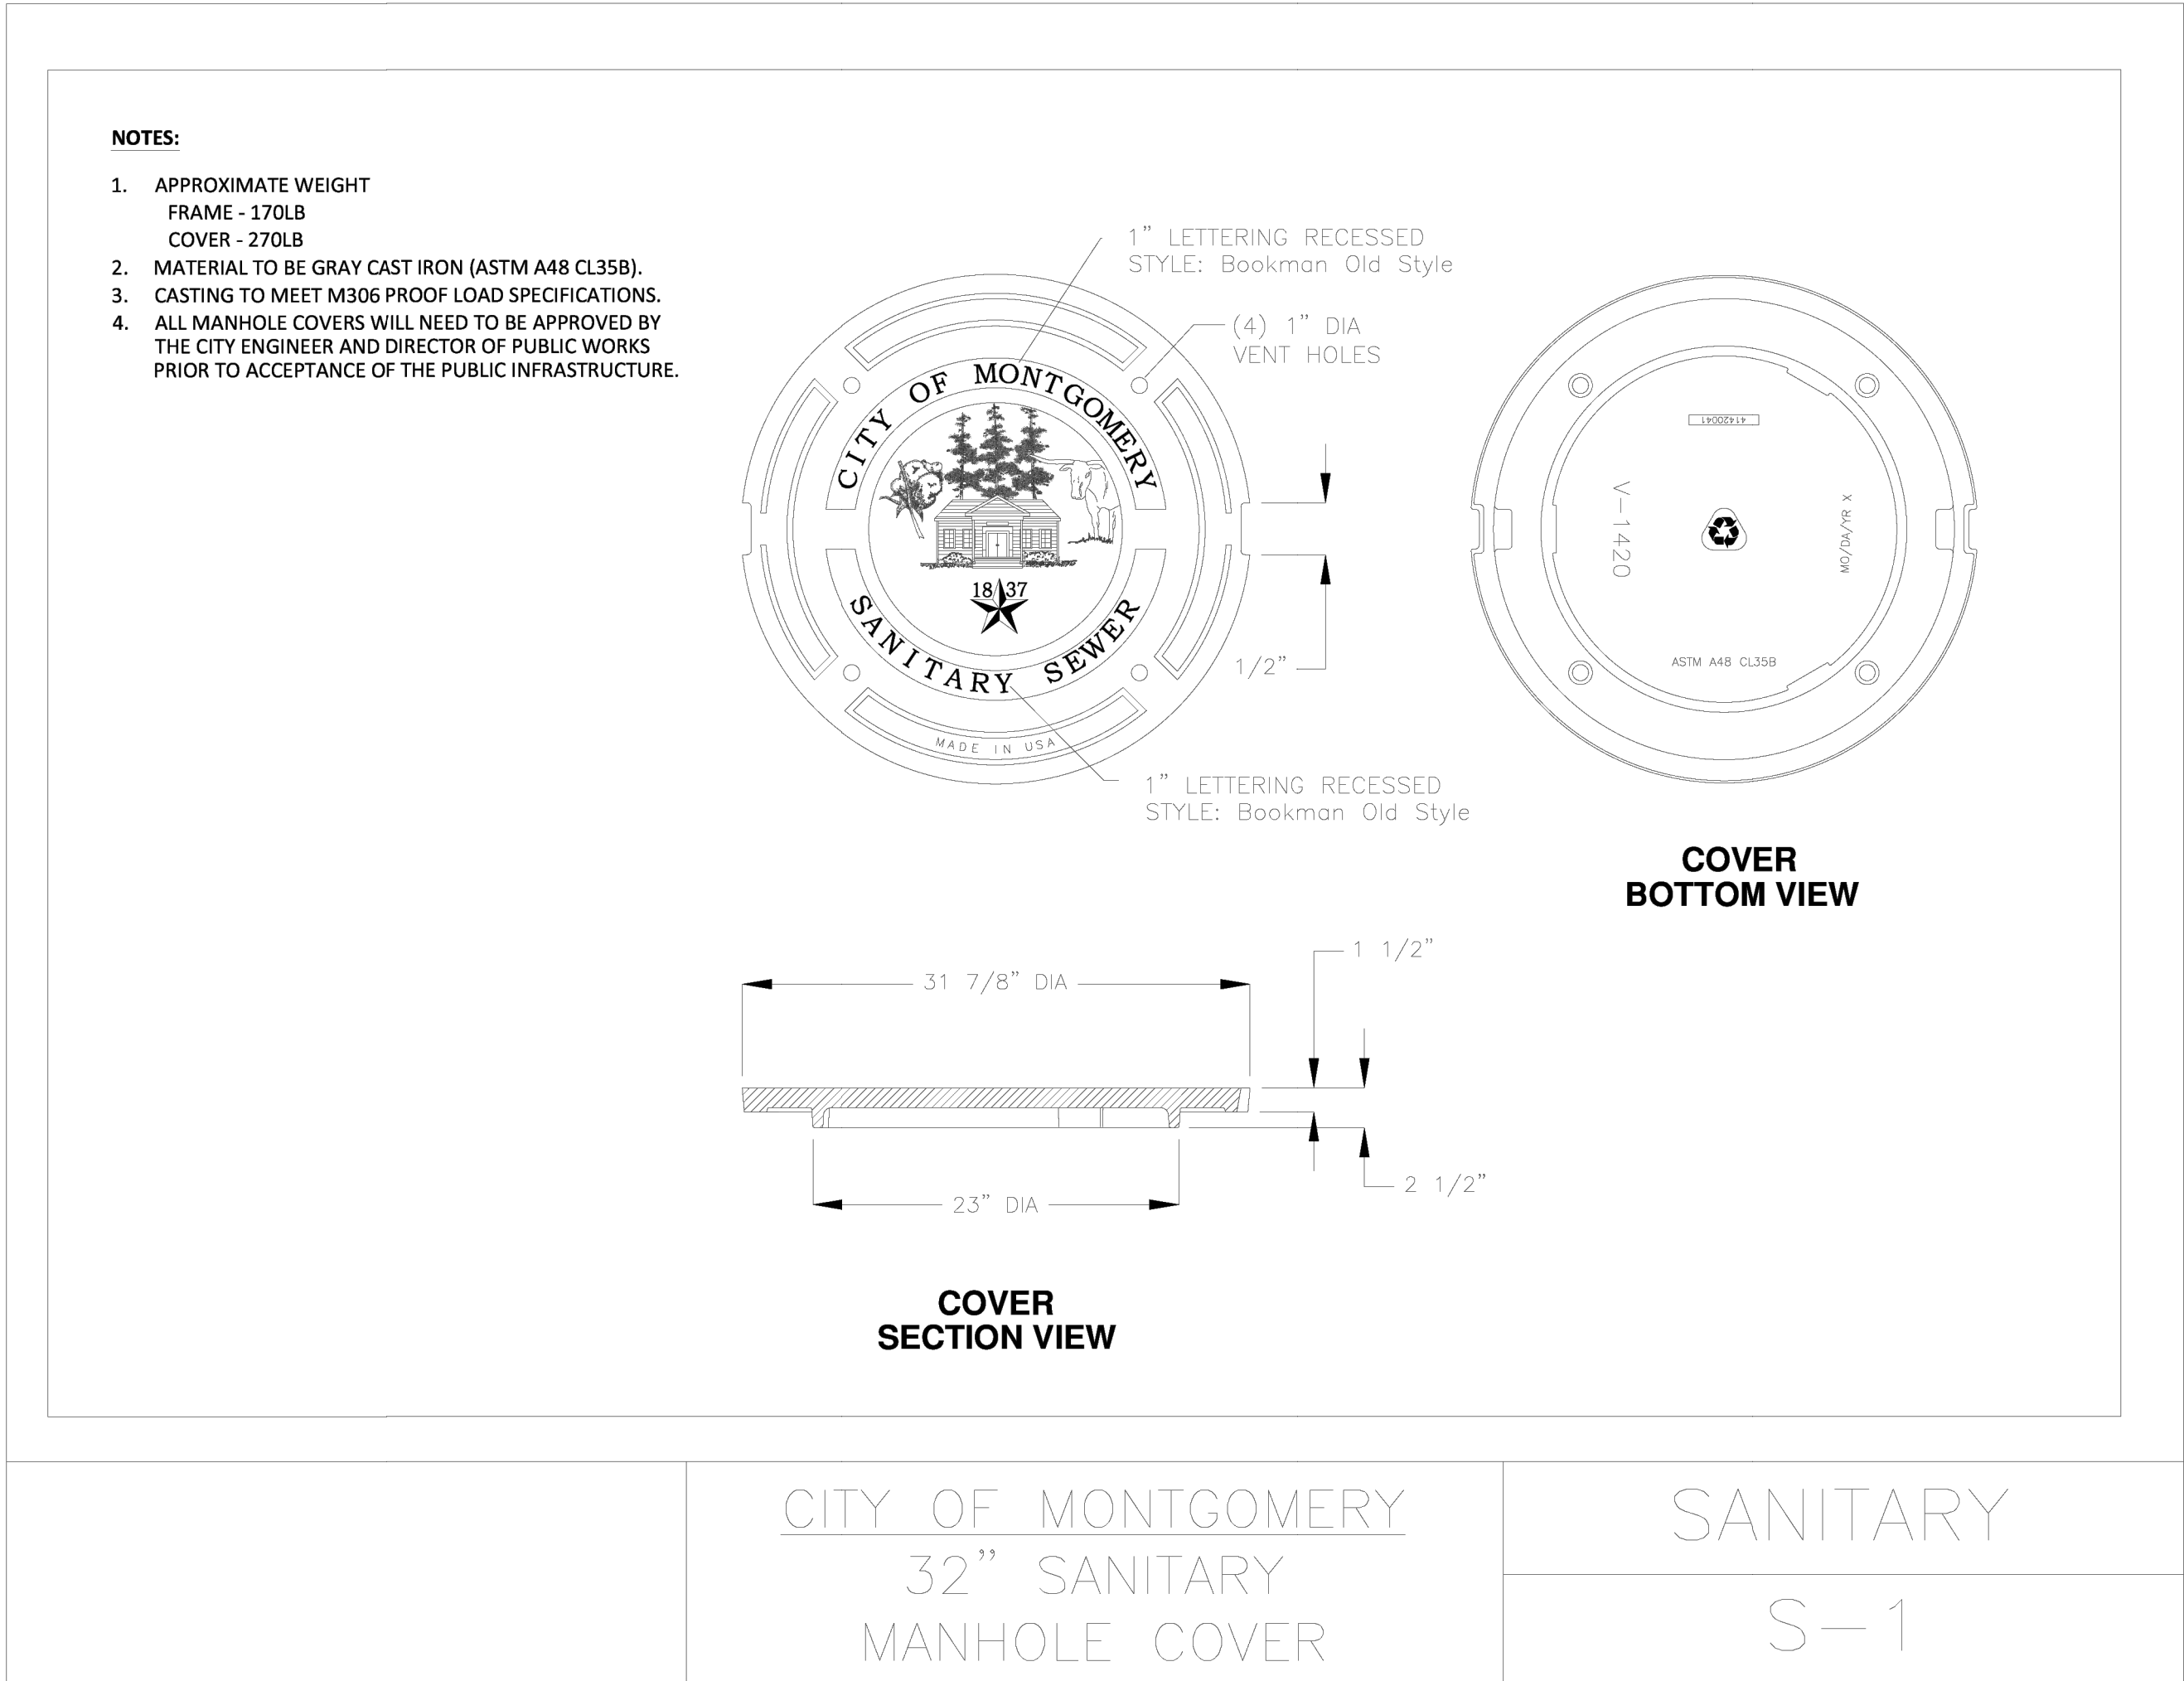 NOTES:
1. APPROXIMATE WEIGHT
FRAME - 170LB
COVER - 270LB
2. MATERIAL TO BE GRAY CAST IRON (ASTM A48 CL35B).
3. CASTING TO MEET M306 PROOF LOAD SPECIFICATIONS.
4. ALL MANHOLE COVERS WILL NEED TO BE APPROVED BY
THE CITY ENGINEER AND DIRECTOR OF PUBLIC WORKS
PRIOR TO ACCEPTANCE OF THE PUBLIC INFRASTRUCTURE.
1" LETTERING RECESSED
STYLE: Bookman Old Style
(4) 1" DIA
VENT HOLES
CITY OF MONTGOMERY
18 37
SANITARY SEWER
MADE IN USA
1/2"
1" LETTERING RECESSED
STYLE: Bookman Old Style
41420041
V-1420
MO/DA/YR X
ASTM A48 CL35B
COVER
BOTTOM VIEW
31 7/8" DIA
1 1/2"
2 1/2"
23" DIA
COVER
SECTION VIEW
CITY OF MONTGOMERY
32" SANITARY
MANHOLE COVER
SANITARY
S-1